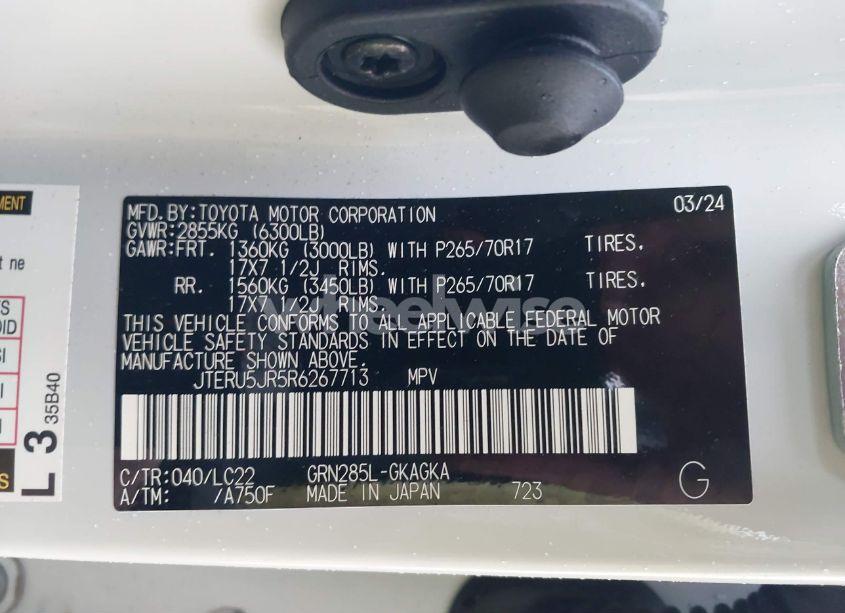 MFD.BY:TOYOTA MOTOR CORPORATION 03/24
GVWR:2855KG (6300LB)
GAWR:FRT. 1360KG (3000LB) WITH P265/70R17 TIRES.
17X7 1/2J RIMS.
RR. 1560KG (3450LB) WITH P265/70R17 TIRES.
17X7 1/2J RIMS.
wheelwise
THIS VEHICLE CONFORMS TO ALL APPLICABLE FEDERAL MOTOR
VEHICLE SAFETY STANDARDS IN EFFECT ON THE DATE OF
MANUFACTURE SHOWN ABOVE.
JTERU5JR5R6267713 MPV
C/TR:040/LC22 GRN285L-GKAGKA
A/TM: /A750F MADE IN JAPAN 723 G
L 3 35B40
MENT
t ne